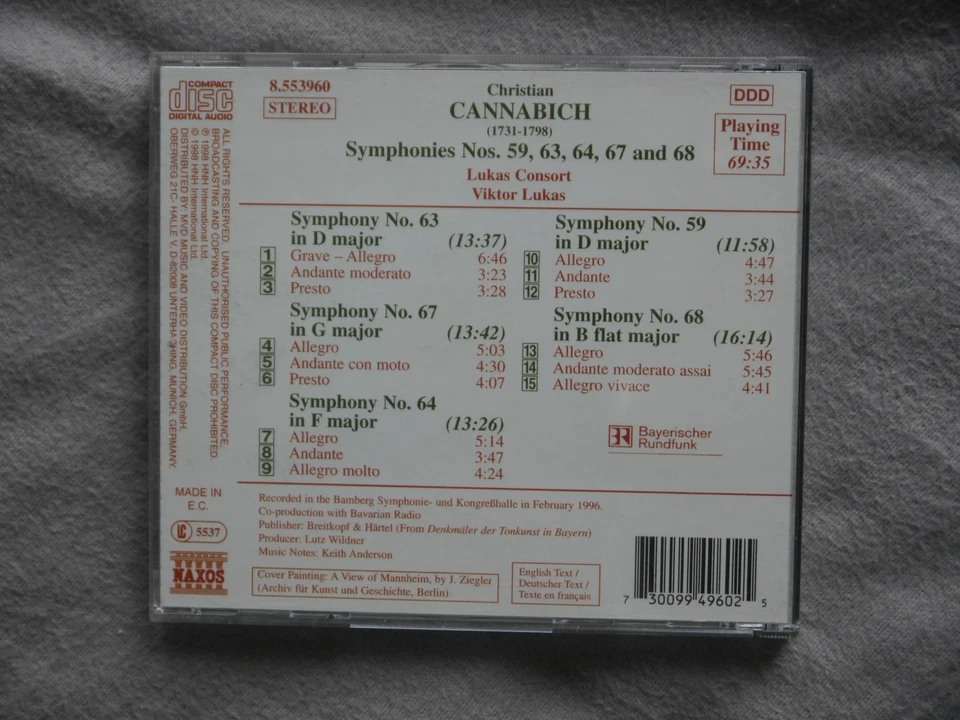 COMPACT
disc
DIGITAL AUDIO
8.553960
STEREO
Christian
CANNABICH
(1731-1798)
Symphonies Nos. 59, 63, 64, 67 and 68
Lukas Consort
Viktor Lukas
DDD
Playing
Time
69:35
Symphony No. 63
in D major (13:37)
1 Grave – Allegro 6:46
2 Andante moderato 3:23
3 Presto 3:28
Symphony No. 67
in G major (13:42)
4 Allegro 5:03
5 Andante con moto 4:30
6 Presto 4:07
Symphony No. 64
in F major (13:26)
7 Allegro 5:14
8 Andante 3:47
9 Allegro molto 4:24
Symphony No. 59
in D major (11:58)
10 Allegro 4:47
11 Andante 3:44
12 Presto 3:27
Symphony No. 68
in B flat major (16:14)
13 Allegro 5:46
14 Andante moderato assai 5:45
15 Allegro vivace 4:41
Bayerischer
Rundfunk
ALL RIGHTS RESERVED. UNAUTHORISED PUBLIC PERFORMANCE,
BROADCASTING AND COPYING OF THIS COMPACT DISC PROHIBITED.
℗ 1998 HNH International Ltd.
© 1998 HNH International Ltd.
DISTRIBUTED BY: MVD MUSIC AND VIDEO DISTRIBUTION GmbH,
OBERWEG 21C- HALLE V, D-82008 UNTERHACHING, MUNICH, GERMANY.
MADE IN
E.C.
LC 5537
NAXOS
Recorded in the Bamberg Symphonie- und Kongreßhalle in February 1996.
Co-production with Bavarian Radio
Publisher: Breitkopf & Härtel (From Denkmäler der Tonkunst in Bayern)
Producer: Lutz Wildner
Music Notes: Keith Anderson
Cover Painting: A View of Mannheim, by J. Ziegler
(Archiv für Kunst und Geschichte, Berlin)
English Text /
Deutscher Text /
Texte en français
7 30099 49602 5